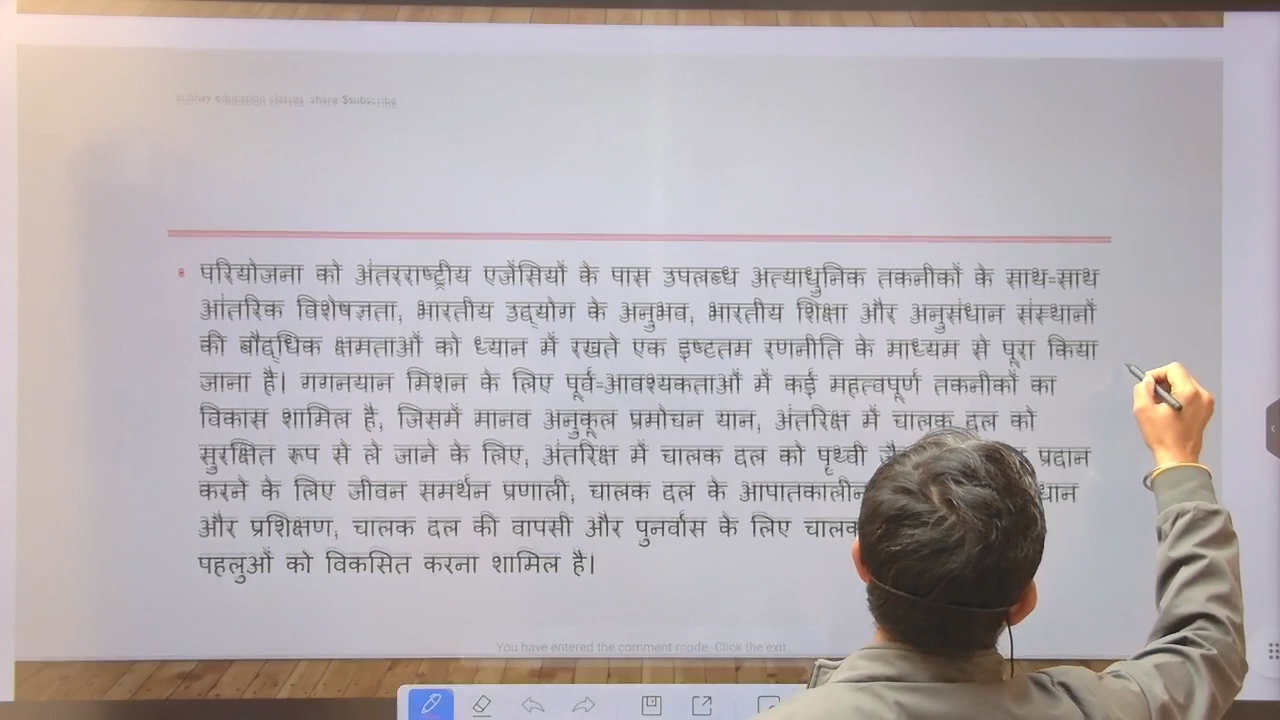 subhay education classes :share $subscribe
परियोजना को अंतरराष्ट्रीय एजेंसियों के पास उपलब्ध अत्याधुनिक तकनीकों के साथ-साथ
आंतरिक विशेषज्ञता, भारतीय उद्योग के अनुभव, भारतीय शिक्षा और अनुसंधान संस्थानों
की बौद्धिक क्षमताओं को ध्यान में रखते एक इष्टतम रणनीति के माध्यम से पूरा किया
जाना है। गगनयान मिशन के लिए पूर्व-आवश्यकताओं में कई महत्वपूर्ण तकनीकों का
विकास शामिल है, जिसमें मानव अनुकूल प्रमोचन यान, अंतरिक्ष में चालक दल को
सुरक्षित रूप से ले जाने के लिए, अंतरिक्ष में चालक दल को पृथ्वी प्रदान
करने के लिए जीवन समर्थन प्रणाली, चालक दल के आपातकालीन
और प्रशिक्षण, चालक दल की वापसी और पुनर्वास के लिए चालक
पहलुओं को विकसित करना शामिल है।
You have entered the comment mode. Click the exit